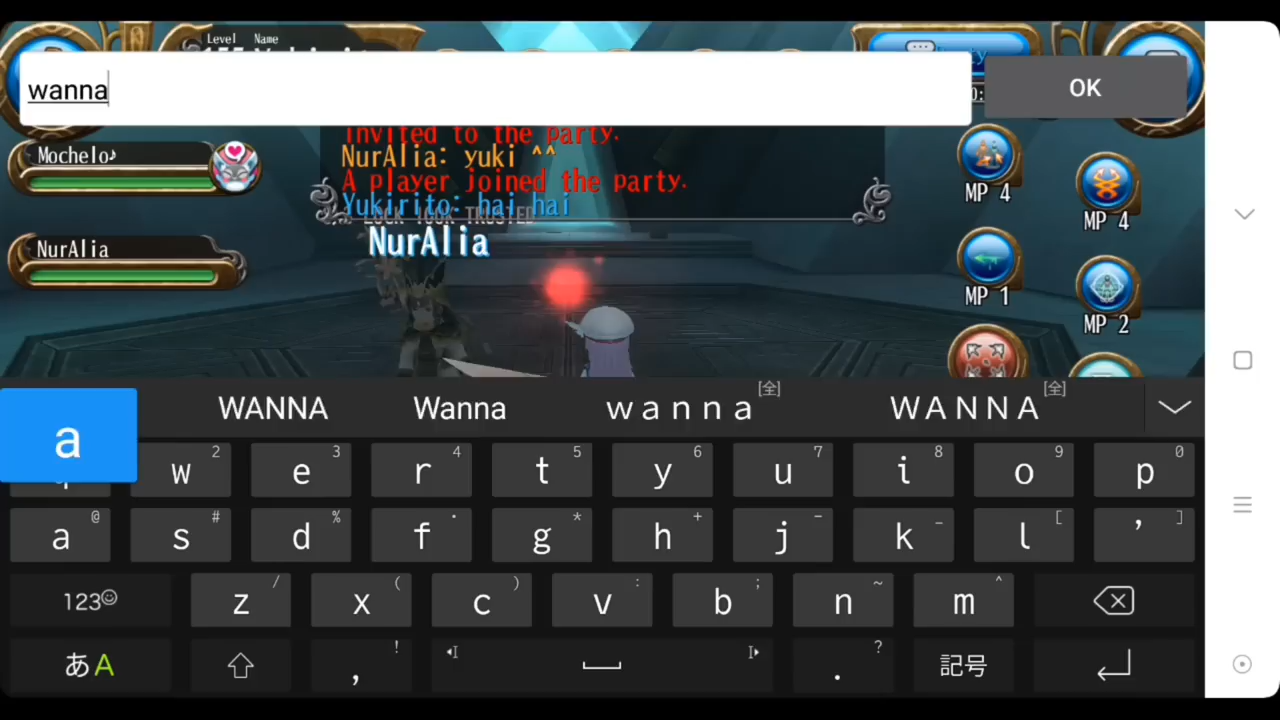 Level Name
wanna
OK
Mochelo♪
invited to the party.
NurAlia: yuki ^^
A player joined the party.
Yukirito: hai hai
NurAlia
NurAlia
MP 4
MP 4
MP 1
MP 2
a
WANNA
Wanna
ｗａｎｎａ
[全]
ＷＡＮＮＡ
[全]
w 2 e 3 r 4 t 5 y 6 u 7 i 8 o 9 p 0
a @ s # d % f · g * h + j - k _ l [ ’ ]
123☺ z / x ( c ) v : b ; n ~ m ^
あA , ! . ? 記号